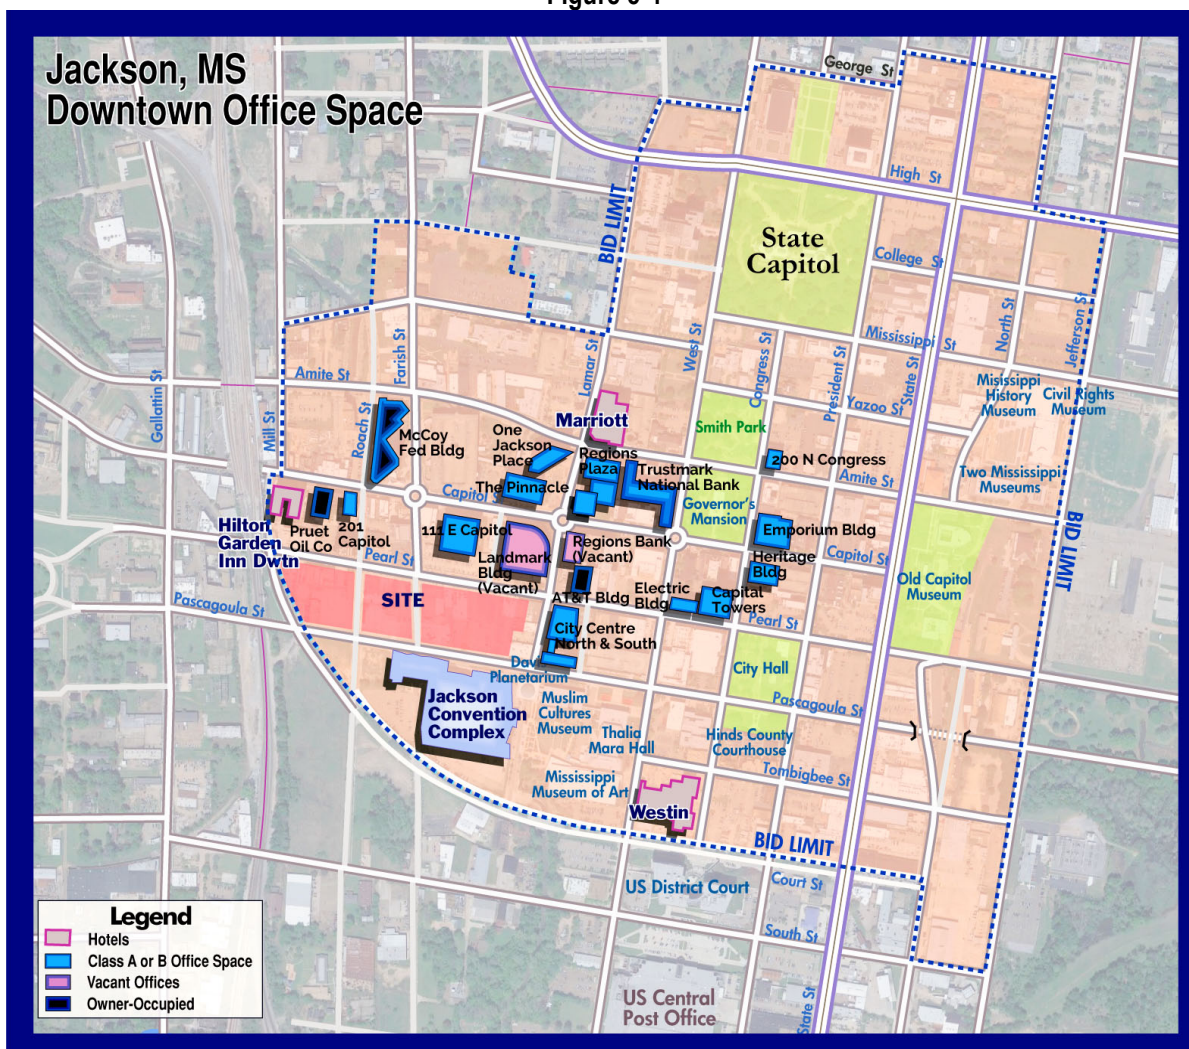 Jackson, MS
Downtown Office Space
George St
High St
BID LIMIT
State
Capitol
College St
Mississippi St
North St
Jefferson St
West St
Congress St
President St
State St
Yazoo St
Lamar St
Farish St
Amite St
Gallattin St
Mill St
Roach St
Mississippi
History
Museum
Civil Rights
Museum
Marriott
Smith Park
McCoy
Fed Bldg
One
Jackson
Place
Regions
Plaza
Trustmark
National Bank
200 N Congress
Two Mississippi
Museums
Amite St
The Pinnacle
Capitol S
Governor's
Mansion
Hilton
Garden
Inn Dwtn
Pruet
Oil Co
201
Capitol
111 E Capitol
Landmark
Bldg
(Vacant)
Regions Bank
(Vacant)
Emporium Bldg
Heritage
Bldg
Capitol St
BID LIMIT
Pearl St
Old Capitol
Museum
Pascagoula St
SITE
AT&T Bldg
Electric
Bldg
Capital
Towers
Pearl St
City Centre
North & South
Dav
Planetarium
City Hall
Jackson
Convention
Complex
Muslim
Cultures
Museum
Thalia
Mara Hall
Hinds County
Courthouse
Pascagoula St
Tombigbee St
Mississippi
Museum of Art
Westin
BID LIMIT
US District Court
Court St
South St
State St
US Central
Post Office
Legend
Hotels
Class A or B Office Space
Vacant Offices
Owner-Occupied